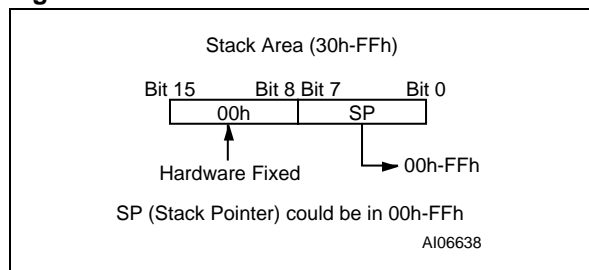 Stack Area (30h-FFh)
Bit 15 Bit 8 Bit 7 Bit 0
00h SP
Hardware Fixed 00h-FFh
SP (Stack Pointer) could be in 00h-FFh
AI06638